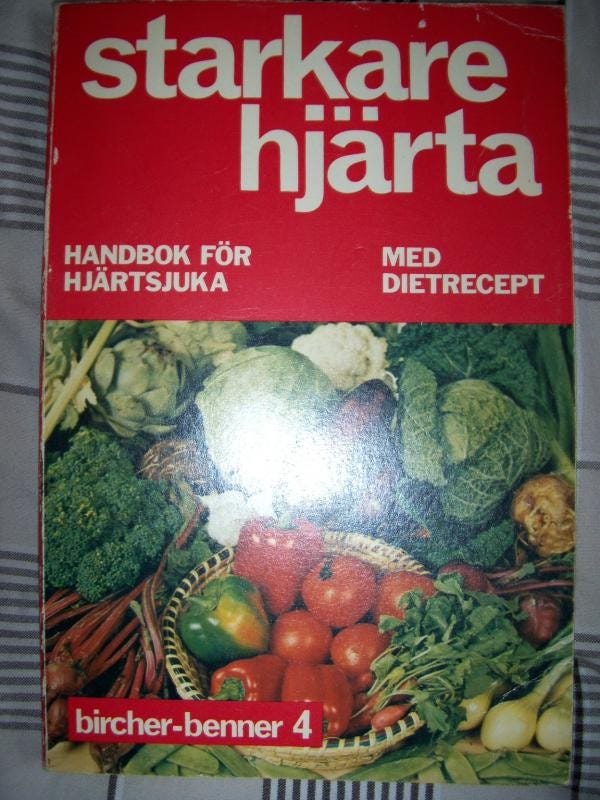 starkare
hjärta
HANDBOK FÖR
HJÄRTSJUKA
MED
DIETRECEPT
bircher-benner 4